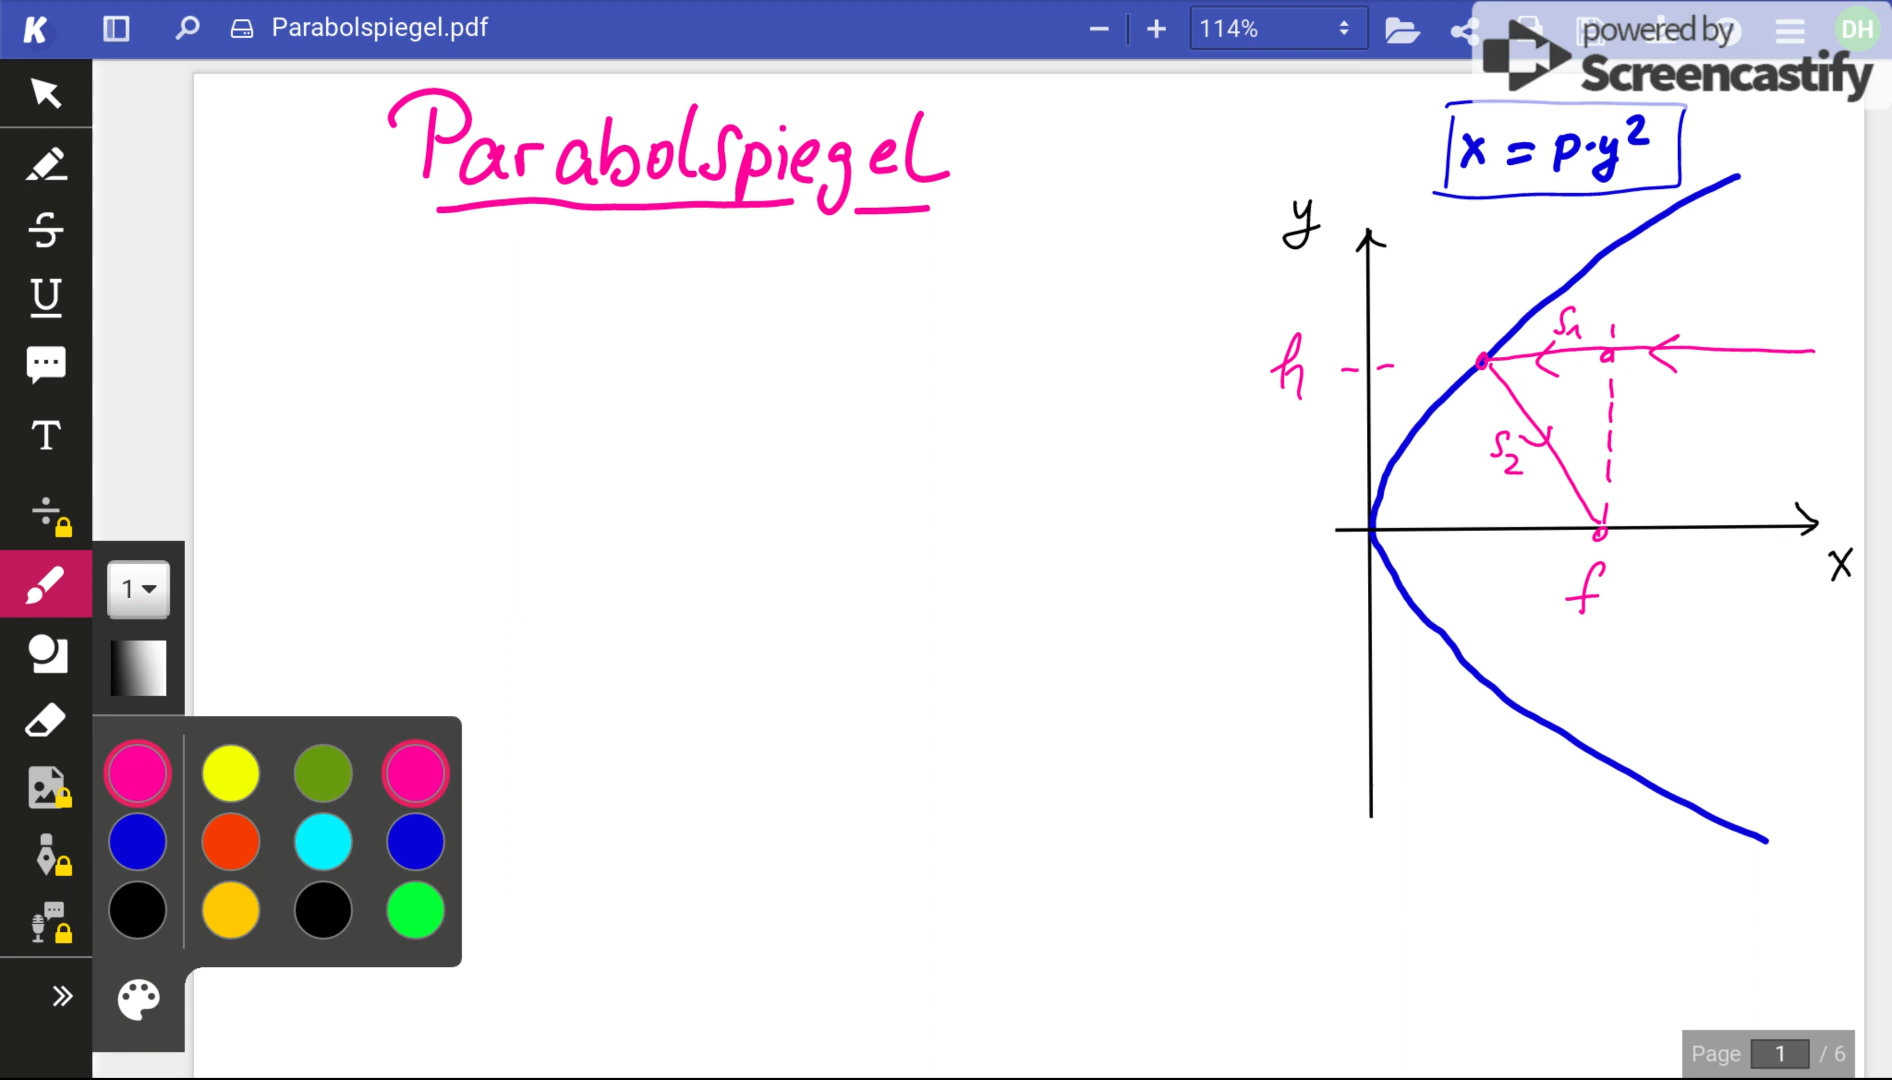 Parabolspiegel.pdf
114%
DH
powered by
Screencastify
Parabolspiegel
x = p·y²
y
h
s₁
s₂
x
f
T
1
Page 1 / 6